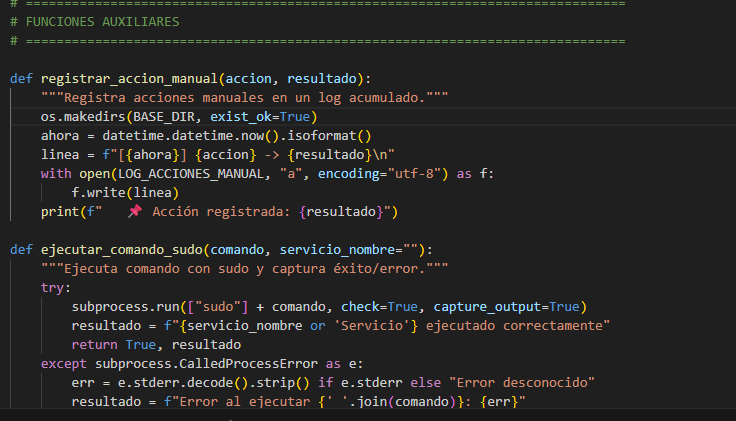 # =============================================================================
# FUNCIONES AUXILIARES
# =============================================================================
def registrar_accion_manual(accion, resultado):
    """Registra acciones manuales en un log acumulado."""
    os.makedirs(BASE_DIR, exist_ok=True)
    ahora = datetime.datetime.now().isoformat()
    linea = f"[{ahora}] {accion} -> {resultado}\n"
    with open(LOG_ACCIONES_MANUAL, "a", encoding="utf-8") as f:
        f.write(linea)
    print(f"   📌 Acción registrada: {resultado}")
def ejecutar_comando_sudo(comando, servicio_nombre=""):
    """Ejecuta comando con sudo y captura éxito/error."""
    try:
        subprocess.run(["sudo"] + comando, check=True, capture_output=True)
        resultado = f"{servicio_nombre or 'Servicio'} ejecutado correctamente"
        return True, resultado
    except subprocess.CalledProcessError as e:
        err = e.stderr.decode().strip() if e.stderr else "Error desconocido"
        resultado = f"Error al ejecutar {' '.join(comando)}: {err}"